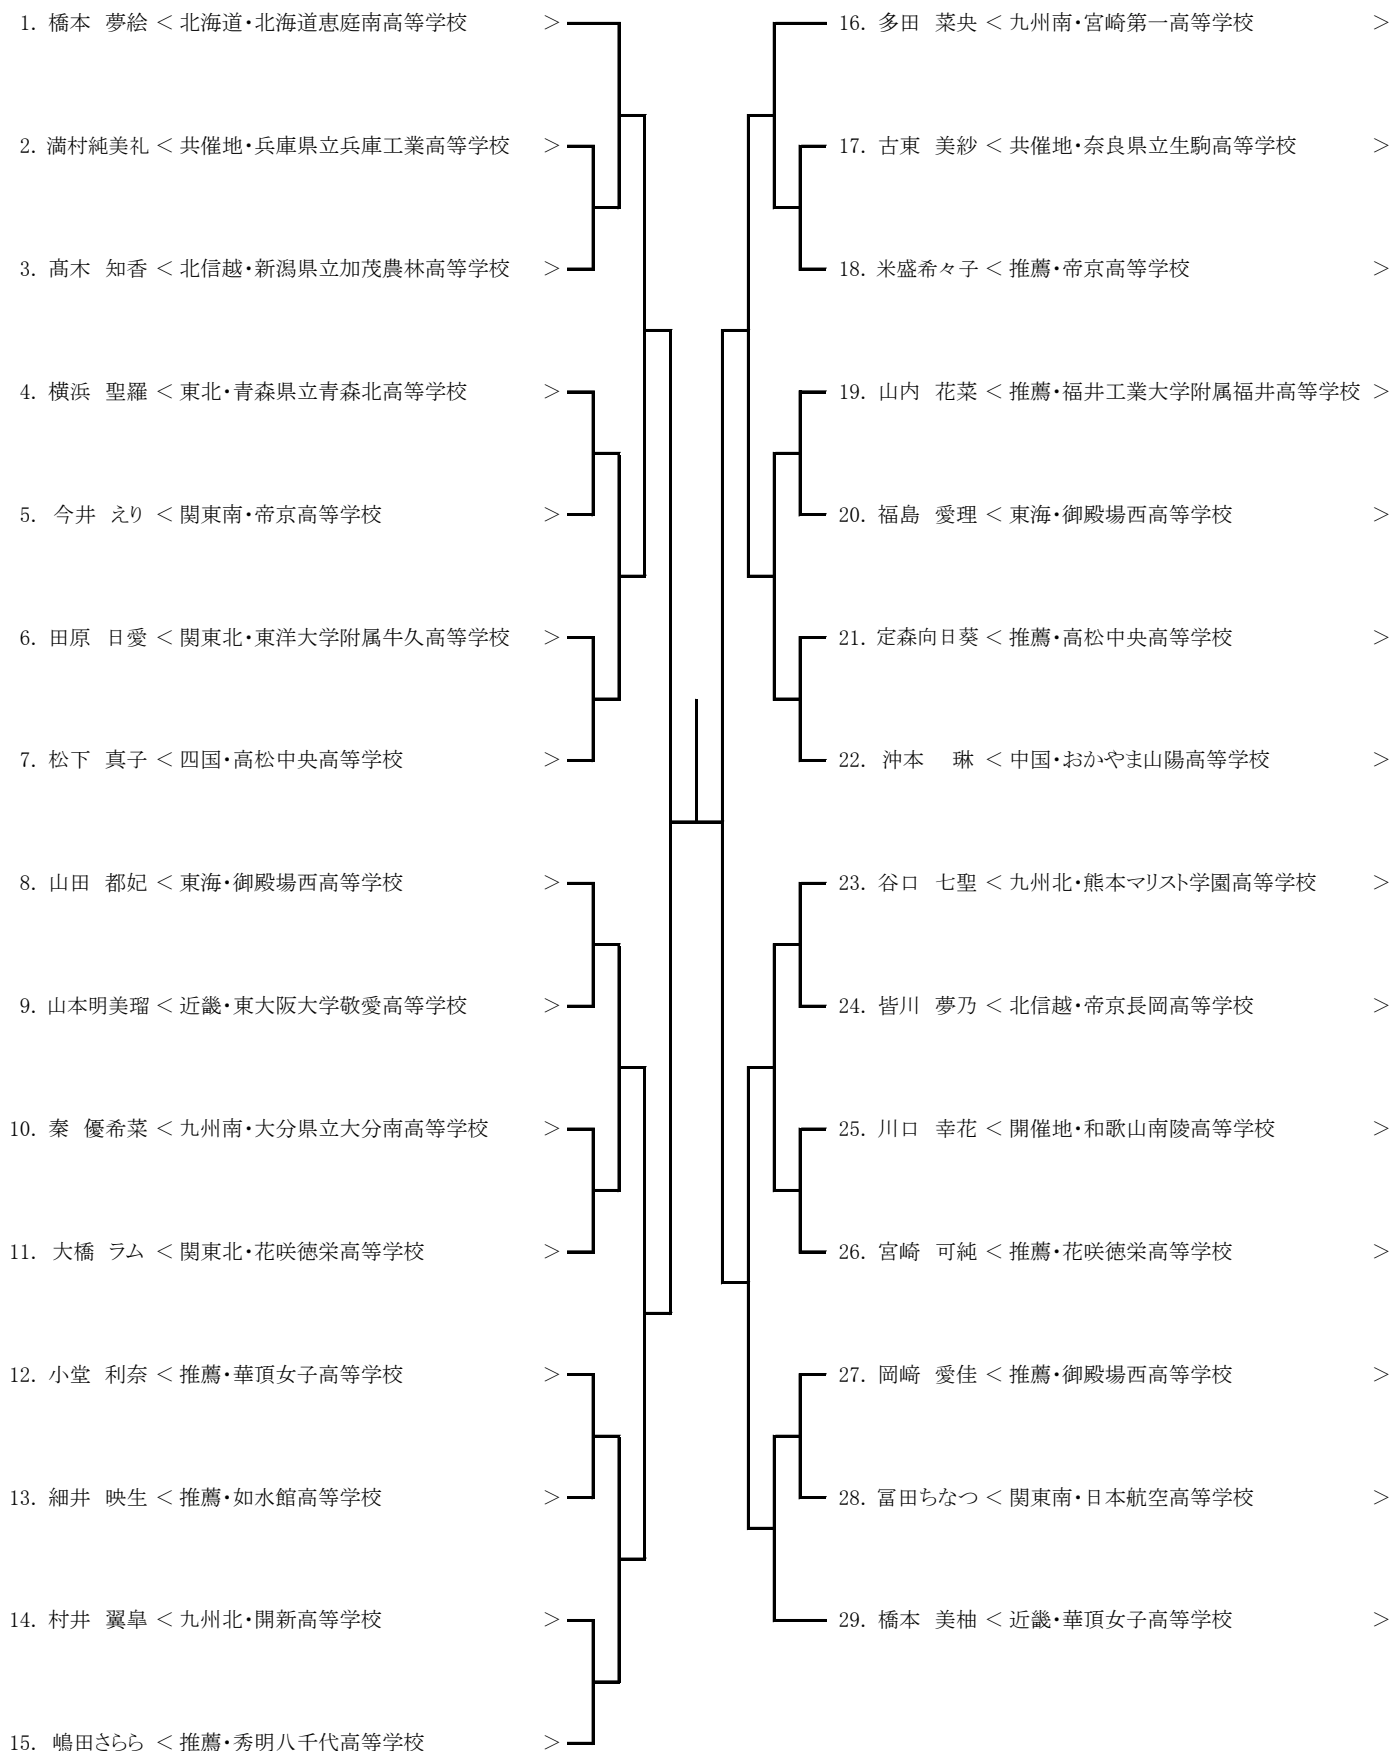 1. 橋本 夢絵 < 北海道・北海道恵庭南高等学校 >
2. 満村純美礼 < 共催地・兵庫県立兵庫工業高等学校 >
3. 髙木 知香 < 北信越・新潟県立加茂農林高等学校 >
4. 横浜 聖羅 < 東北・青森県立青森北高等学校 >
5. 今井 えり < 関東南・帝京高等学校 >
6. 田原 日愛 < 関東北・東洋大学附属牛久高等学校 >
7. 松下 真子 < 四国・高松中央高等学校 >
8. 山田 都妃 < 東海・御殿場西高等学校 >
9. 山本明美瑠 < 近畿・東大阪大学敬愛高等学校 >
10. 秦 優希菜 < 九州南・大分県立大分南高等学校 >
11. 大橋 ラム < 関東北・花咲徳栄高等学校 >
12. 小堂 利奈 < 推薦・華頂女子高等学校 >
13. 細井 映生 < 推薦・如水館高等学校 >
14. 村井 翼皐 < 九州北・開新高等学校 >
15. 嶋田さらら < 推薦・秀明八千代高等学校 >
16. 多田 菜央 < 九州南・宮崎第一高等学校 >
17. 古東 美紗 < 共催地・奈良県立生駒高等学校 >
18. 米盛希々子 < 推薦・帝京高等学校 >
19. 山内 花菜 < 推薦・福井工業大学附属福井高等学校 >
20. 福島 愛理 < 東海・御殿場西高等学校 >
21. 定森向日葵 < 推薦・高松中央高等学校 >
22. 沖本 琳 < 中国・おかやま山陽高等学校 >
23. 谷口 七聖 < 九州北・熊本マリスト学園高等学校 >
24. 皆川 夢乃 < 北信越・帝京長岡高等学校 >
25. 川口 幸花 < 開催地・和歌山南陵高等学校 >
26. 宮崎 可純 < 推薦・花咲徳栄高等学校 >
27. 岡﨑 愛佳 < 推薦・御殿場西高等学校 >
28. 冨田ちなつ < 関東南・日本航空高等学校 >
29. 橋本 美柚 < 近畿・華頂女子高等学校 >